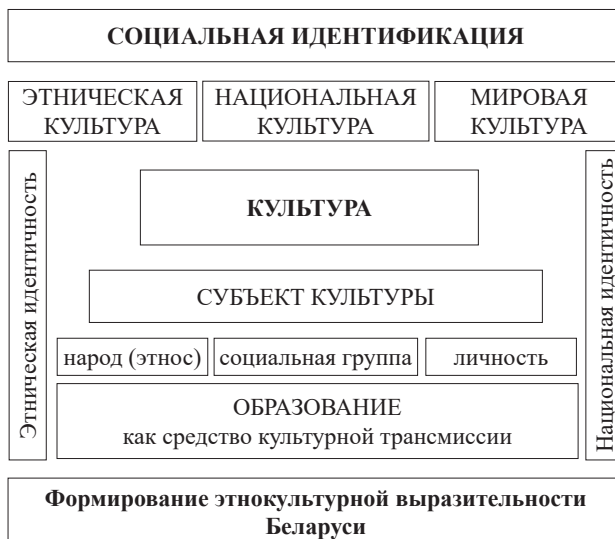 СОЦИАЛЬНАЯ ИДЕНТИФИКАЦИЯ
ЭТНИЧЕСКАЯ
КУЛЬТУРА
НАЦИОНАЛЬНАЯ
КУЛЬТУРА
МИРОВАЯ
КУЛЬТУРА
Этническая идентичность
КУЛЬТУРА
СУБЪЕКТ КУЛЬТУРЫ
народ (этнос)
социальная группа
личность
ОБРАЗОВАНИЕ
как средство культурной трансмиссии
Национальная идентичность
Формирование этнокультурной выразительности
Беларуси